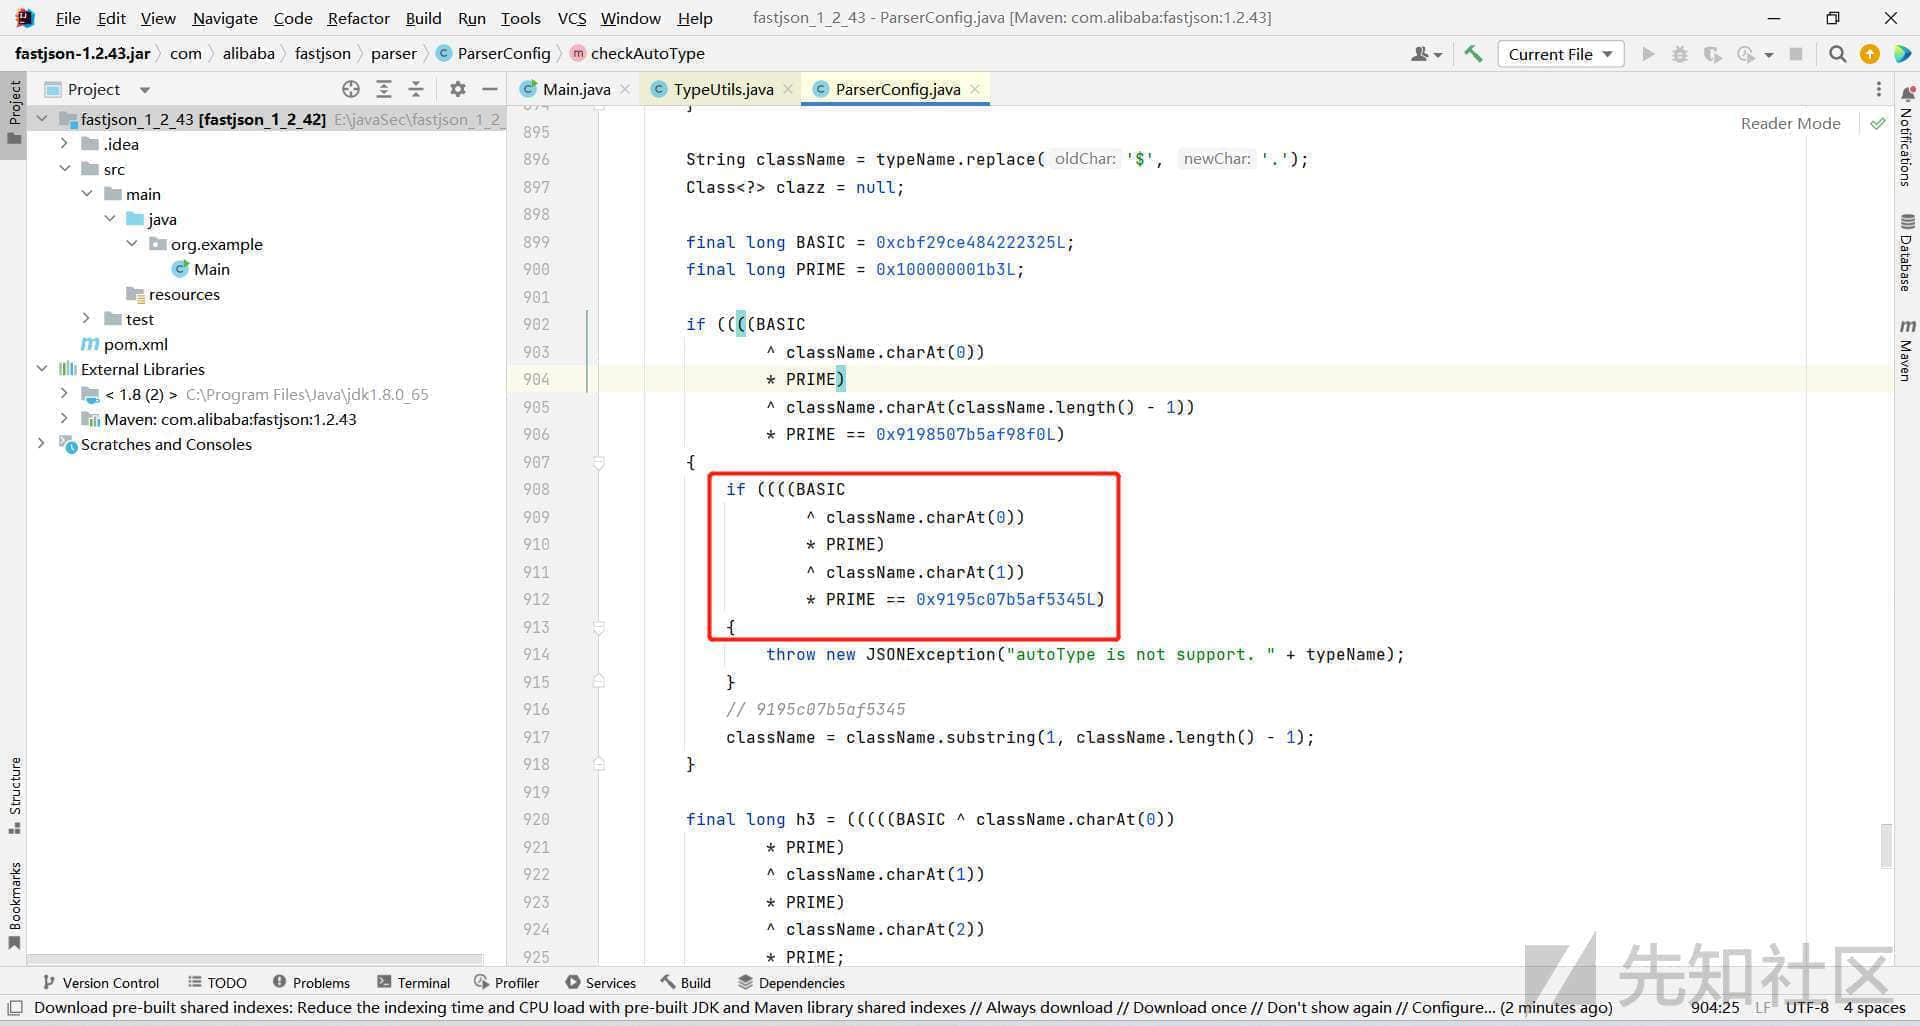 File Edit View Navigate Code Refactor Build Run Tools VCS Window Help fastjson_1_2_43 - ParserConfig.java [Maven: com.alibaba:fastjson:1.2.43]
fastjson-1.2.43.jar com alibaba fastjson parser ParserConfig checkAutoType Current File
Project Main.java TypeUtils.java ParserConfig.java
Project
Structure
Bookmarks
fastjson_1_2_43 [fastjson_1_2_42] E:\javaSec\fastjson_1_2_
.idea
src
main
java
org.example
Main
resources
test
pom.xml
External Libraries
< 1.8 (2) > C:\Program Files\Java\jdk1.8.0_65
Maven: com.alibaba:fastjson:1.2.43
Scratches and Consoles
Reader Mode
894 }
895
896 String className = typeName.replace( oldChar: '$', newChar: '.');
897 Class<?> clazz = null;
898
899 final long BASIC = 0xcbf29ce484222325L;
900 final long PRIME = 0x100000001b3L;
901
902 if ((((BASIC
903 ^ className.charAt(0))
904 * PRIME)
905 ^ className.charAt(className.length() - 1))
906 * PRIME == 0x9198507b5af98f0L)
907 {
908 if ((((BASIC
909 ^ className.charAt(0))
910 * PRIME)
911 ^ className.charAt(1))
912 * PRIME == 0x9195c07b5af5345L)
913 {
914 throw new JSONException("autoType is not support. " + typeName);
915 }
916 // 9195c07b5af5345
917 className = className.substring(1, className.length() - 1);
918 }
919
920 final long h3 = (((((BASIC ^ className.charAt(0))
921 * PRIME)
922 ^ className.charAt(1))
923 * PRIME)
924 ^ className.charAt(2))
925 * PRIME;
Notifications
Database
m Maven
Version Control TODO Problems Terminal Profiler Services Build Dependencies
Download pre-built shared indexes: Reduce the indexing time and CPU load with pre-built JDK and Maven library shared indexes // Always download // Download once // Don't show again // Configure... (2 minutes ago) 904:25 LF UTF-8 4 spaces
先知社区